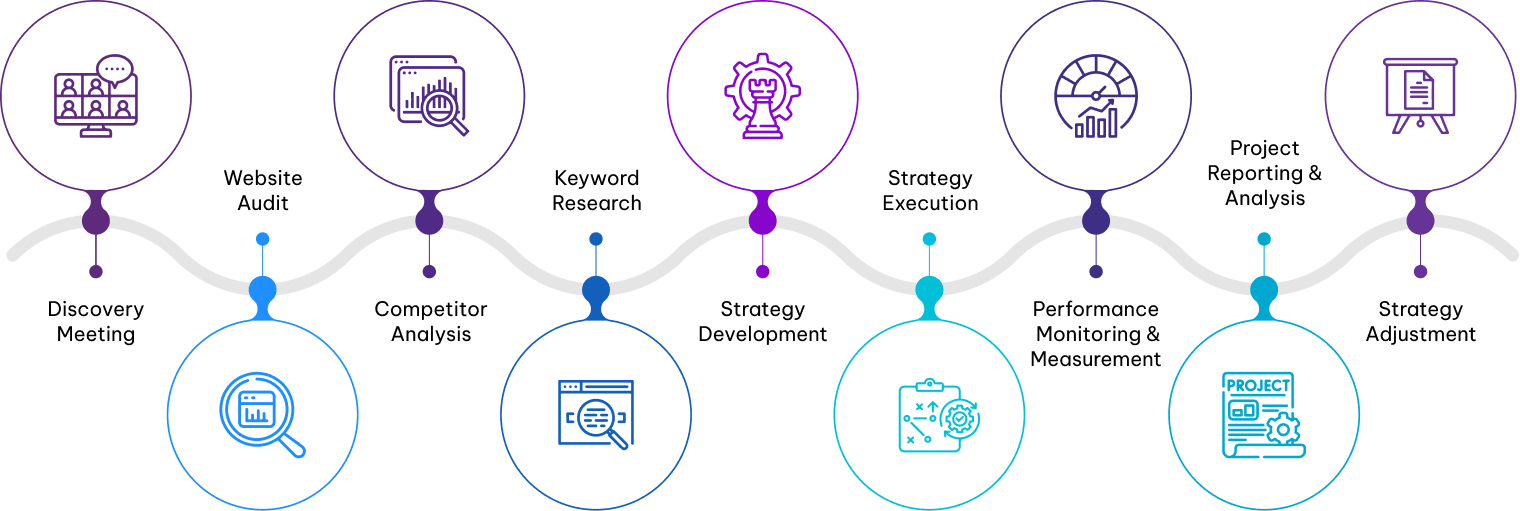 Discovery
Meeting
Website
Audit
Competitor
Analysis
Keyword
Research
Strategy
Development
Strategy
Execution
Performance
Monitoring &
Measurement
Project
Reporting &
Analysis
PROJECT
Strategy
Adjustment